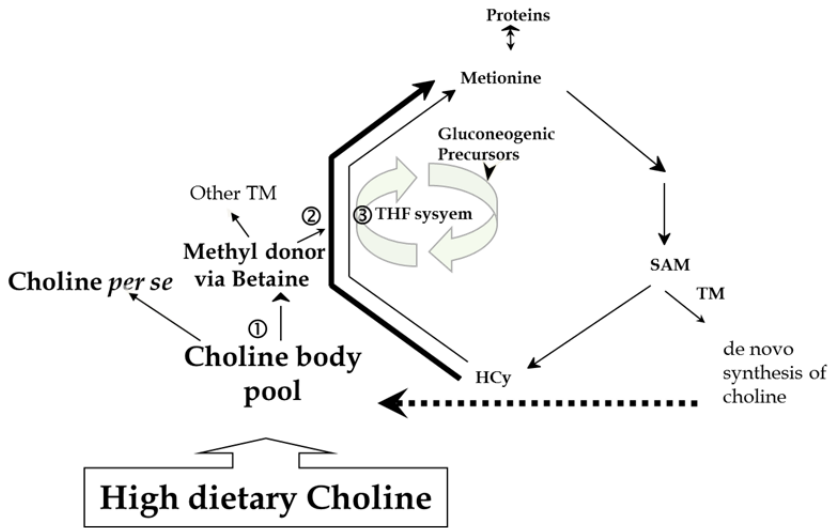 Proteins
Metionine
Gluconeogenic
Precursors
Other TM
②
③ THF sysyem
Methyl donor
via Betaine
Choline per se
SAM
TM
①
Choline body
pool
HCy
de novo
synthesis of
choline
High dietary Choline